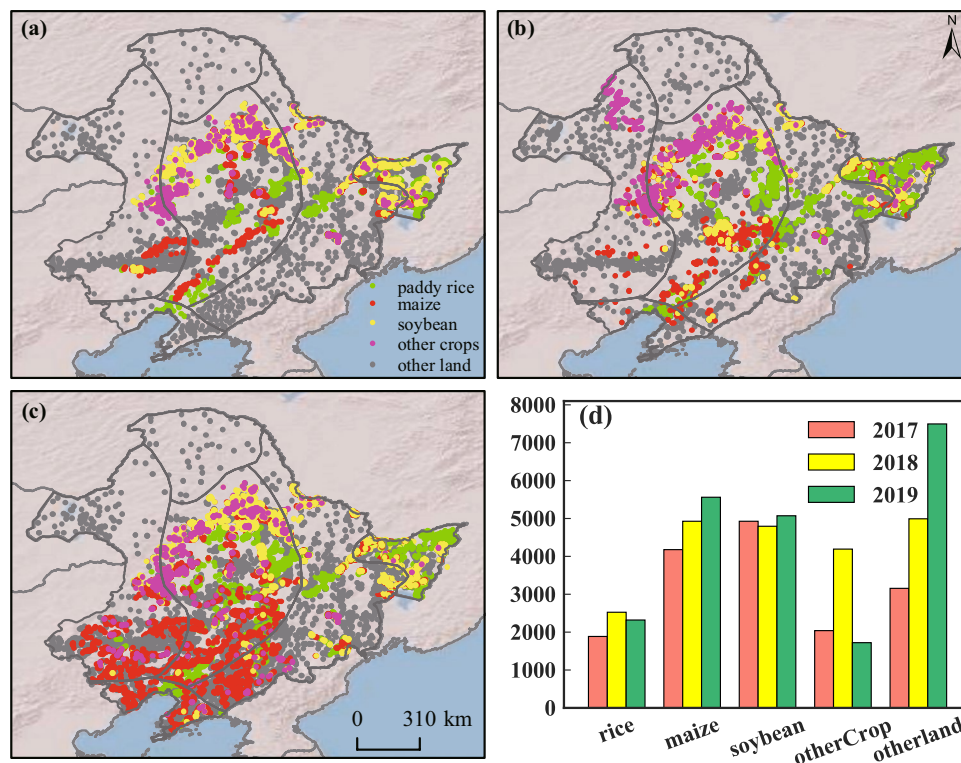 (a)
(b)
N
paddy rice
maize
soybean
other crops
other land
(c)
0 310 km
(d)
8000
7000
6000
5000
4000
3000
2000
1000
0
2017
2018
2019
rice
maize
soybean
otherCrop
otherland